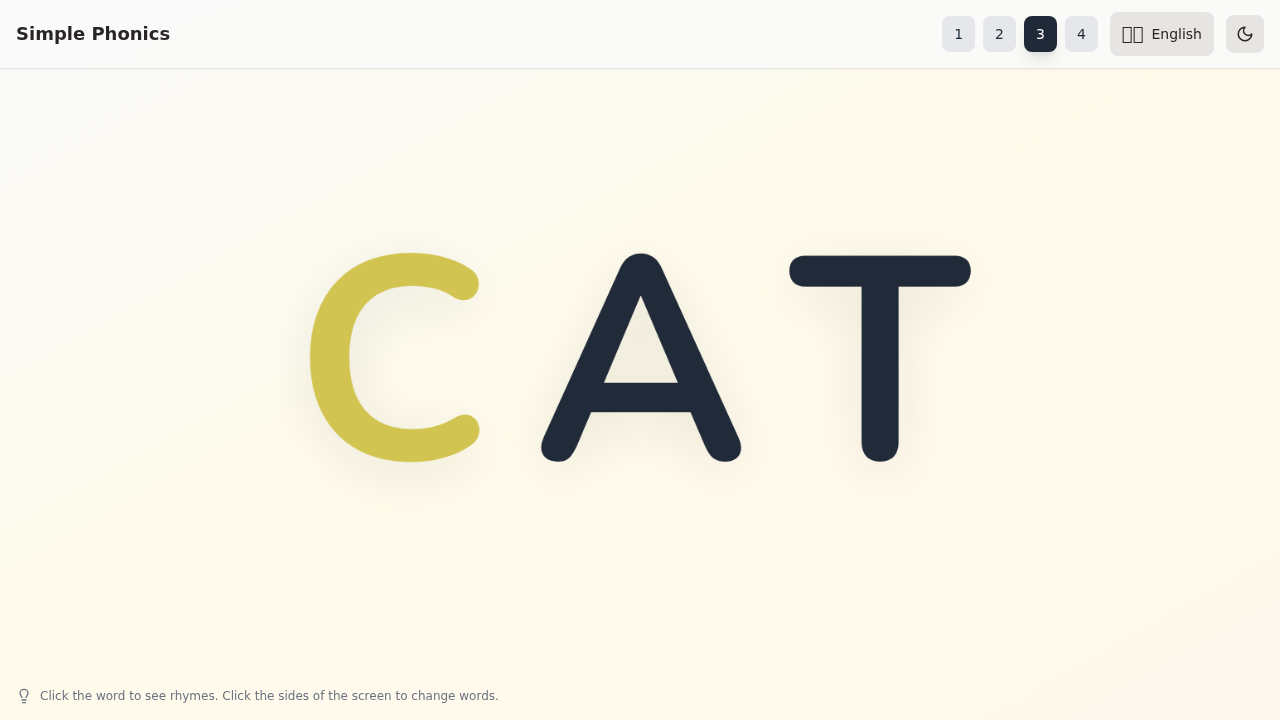 Simple Phonics
1 2 3 4 English
CAT
Click the word to see rhymes. Click the sides of the screen to change words.